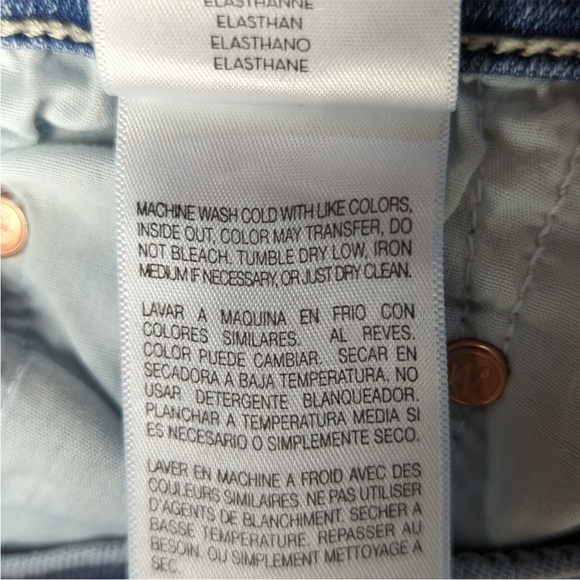 ELASTHANNE
ELASTHAN
ELASTHANO
ELASTHANE
MACHINE WASH COLD WITH LIKE COLORS,
INSIDE OUT, COLOR MAY TRANSFER, DO
NOT BLEACH. TUMBLE DRY LOW, IRON
MEDIUM IF NECESSARY, OR JUST DRY CLEAN.
LAVAR A MAQUINA EN FRIO CON
COLORES SIMILARES. AL REVES.
COLOR PUEDE CAMBIAR. SECAR EN
SECADORA A BAJA TEMPERATURA. NO
USAR DETERGENTE BLANQUEADOR.
PLANCHAR A TEMPERATURA MEDIA SI
ES NECESARIO O SIMPLEMENTE SECO.
LAVER EN MACHINE A FROID AVEC DES
COULEURS SIMILAIRES. NE PAS UTILISER
D'AGENTS DE BLANCHIMENT. SECHER A
BASSE TEMPERATURE. REPASSER AU
BESOIN. OU SIMPLEMENT METTOYAGE A
SEC